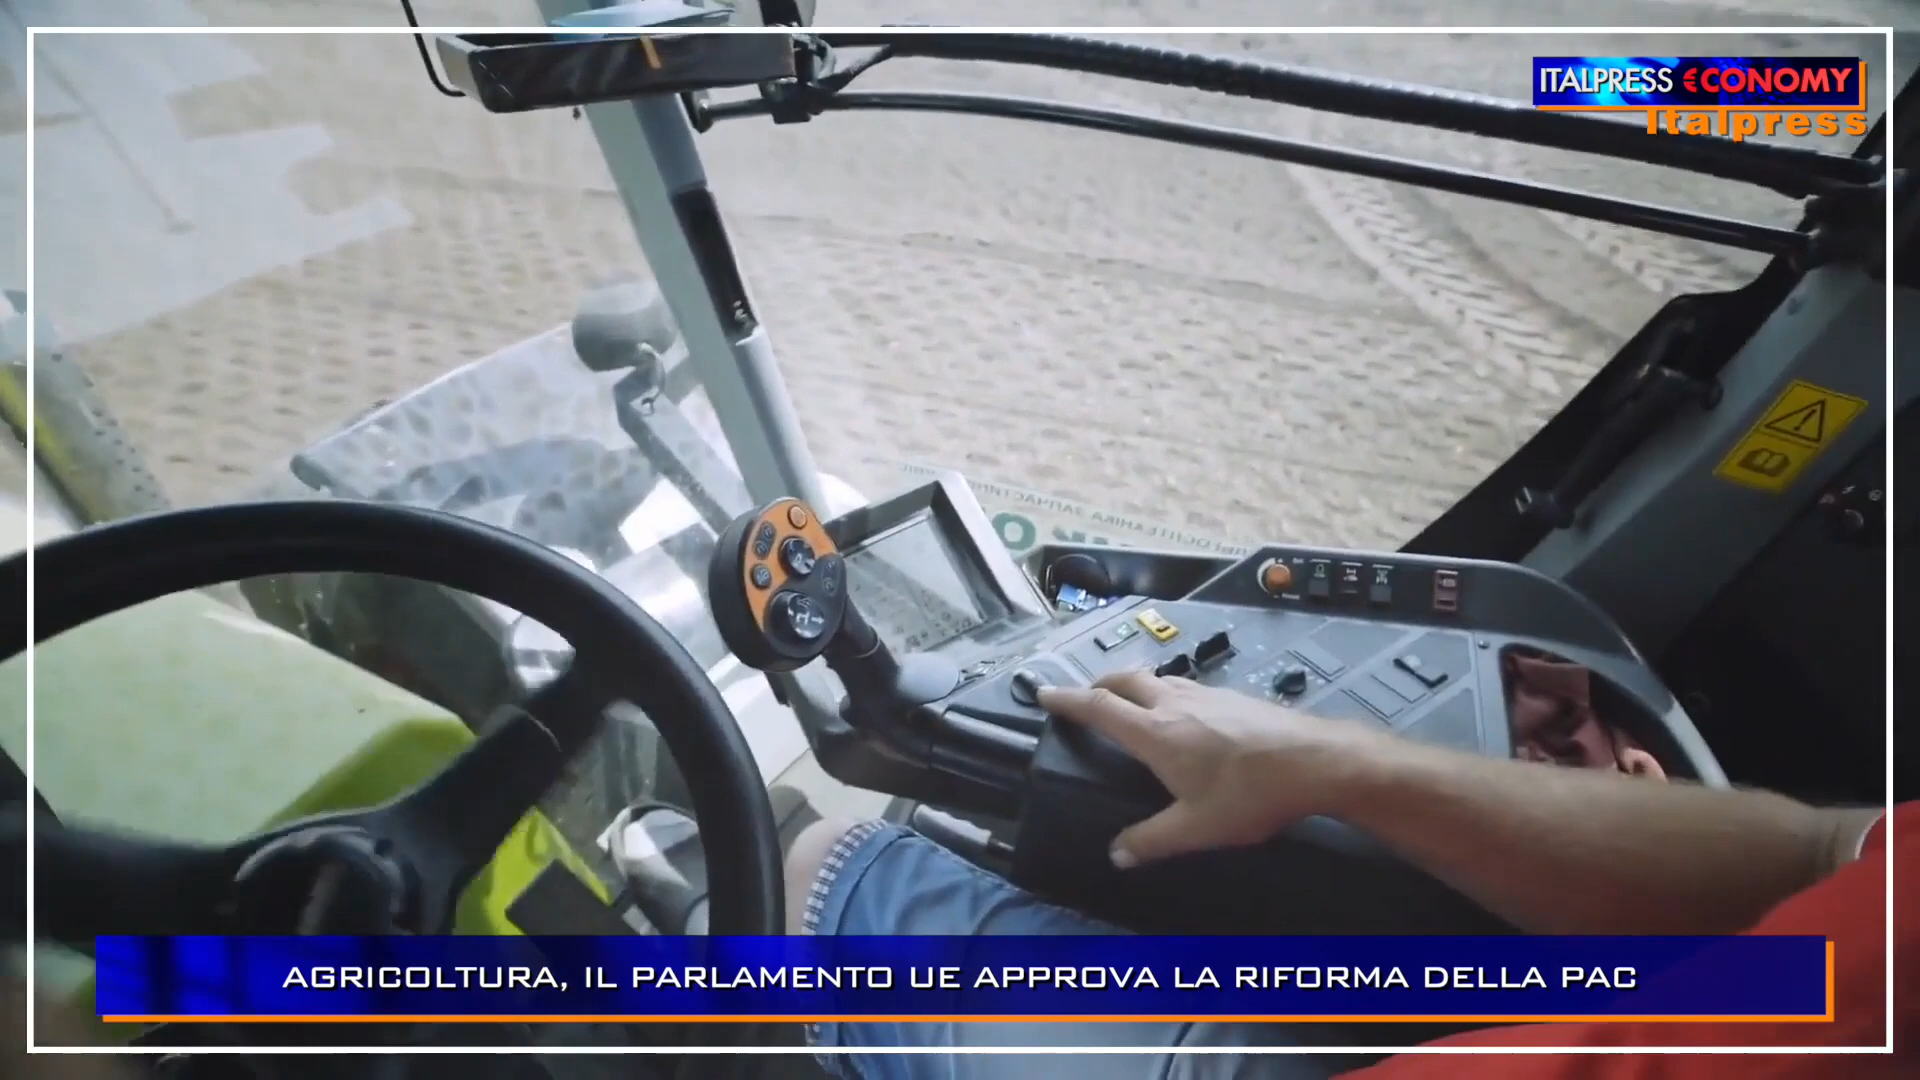 ITALPRESS €CONOMY
Italpress
AGRICOLTURA, IL PARLAMENTO UE APPROVA LA RIFORMA DELLA PAC